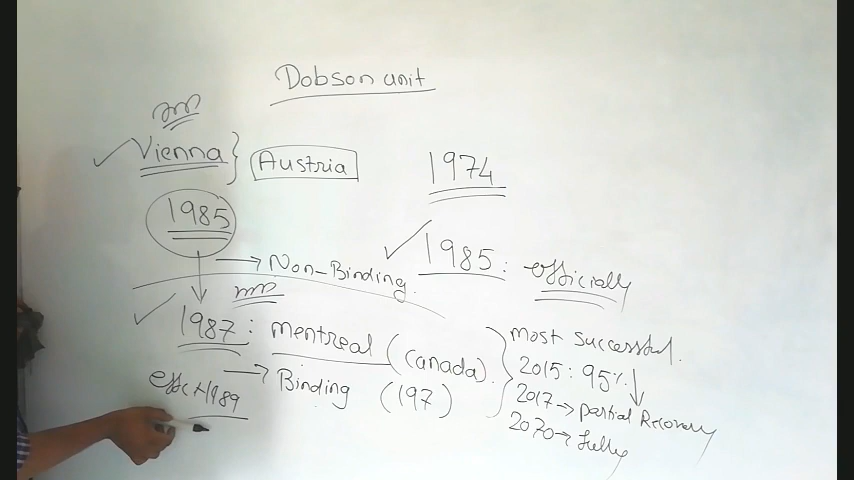 Dobson unit
Vienna } Austria
1974
1985
1985: officially
→ Non-Binding.
1987: Mentreal (Canada).
→ Binding (197)
effect 1989
most successful.
2015: 95%. ↓
2017 → partial Recovery
2070 → fully